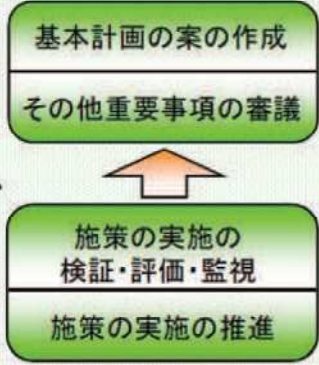 基本計画の案の作成
その他重要事項の審議
施策の実施の
検証・評価・監視
施策の実施の推進